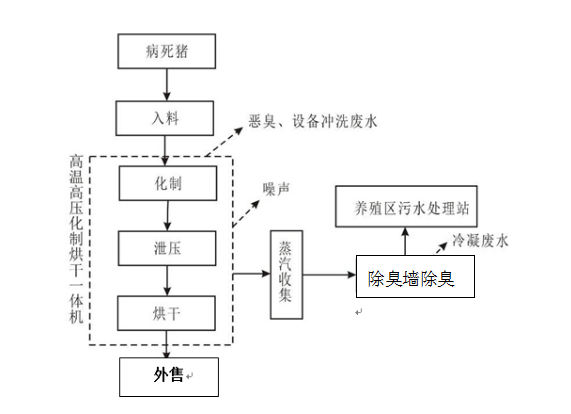 病死猪
入料
恶臭、设备冲洗废水
高温高压化制烘干一体机
化制
噪声
养殖区污水处理站
泄压
蒸汽收集
冷凝废水
除臭墙除臭
烘干
外售